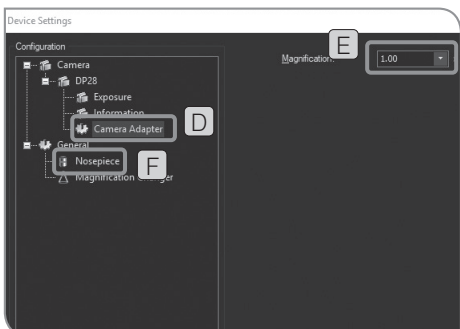 Device Settings
Configuration
Camera
DP28
Exposure
Information
Camera Adapter
General
Nosepiece
Magnification Changer
Magnification:
1.00
D
E
F